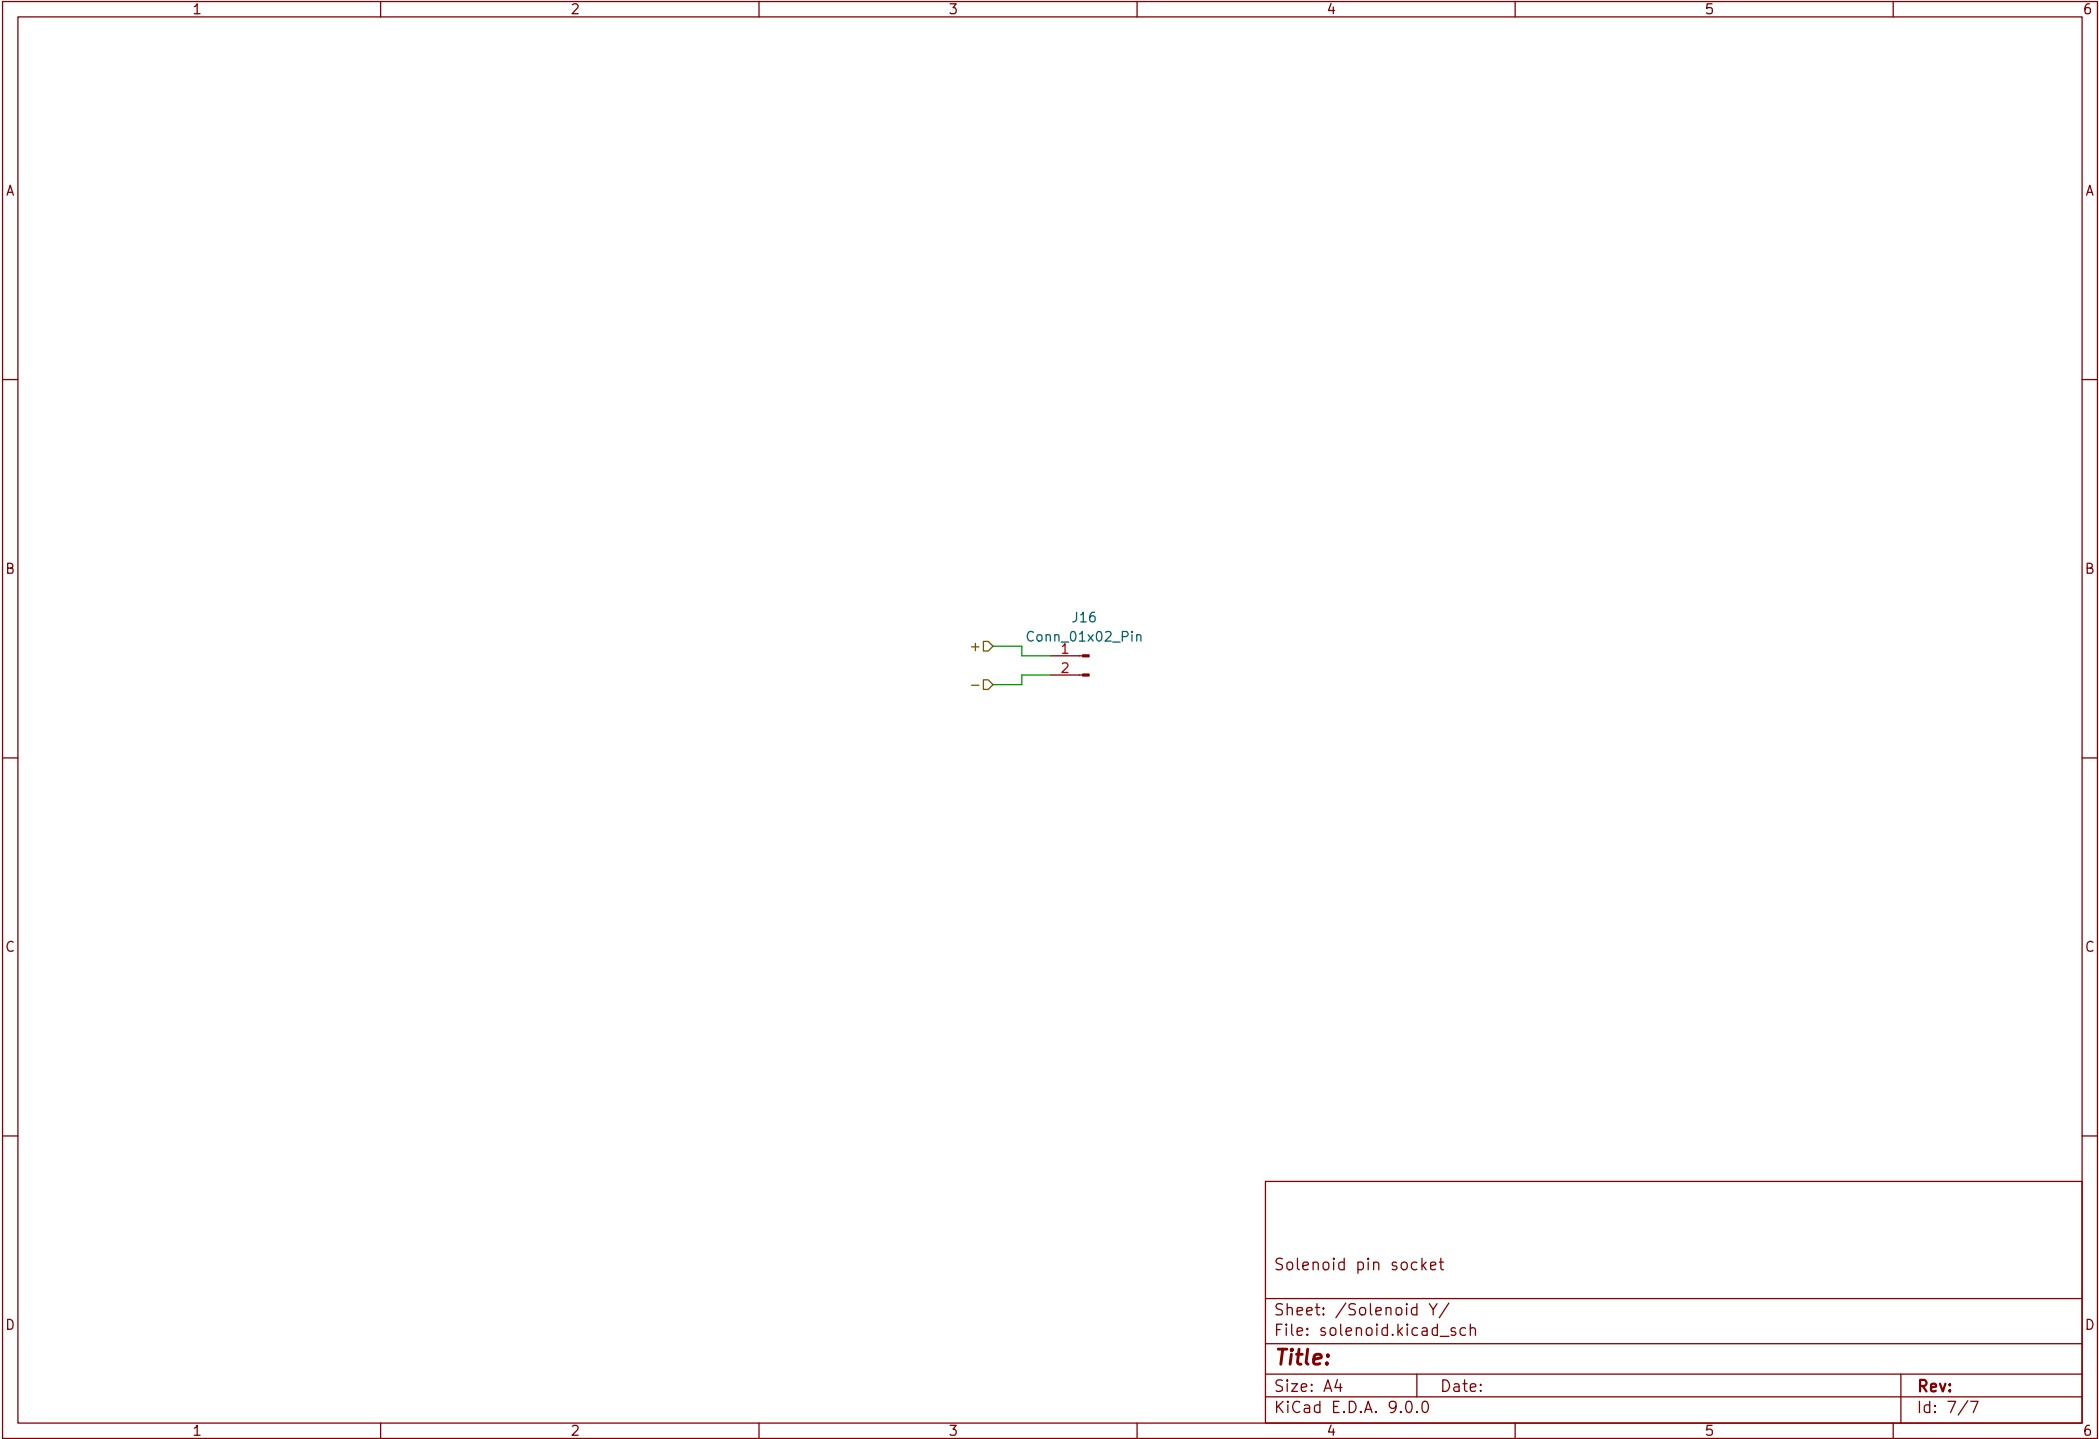 1 2 3 4 5 6
A A
B B
J16
Conn_01x02_Pin
+ 1
2
-
C C
Solenoid pin socket
Sheet: /Solenoid Y/
File: solenoid.kicad_sch
D D
Title:
Size: A4 Date: Rev:
KiCad E.D.A. 9.0.0 Id: 7/7
1 2 3 4 5 6